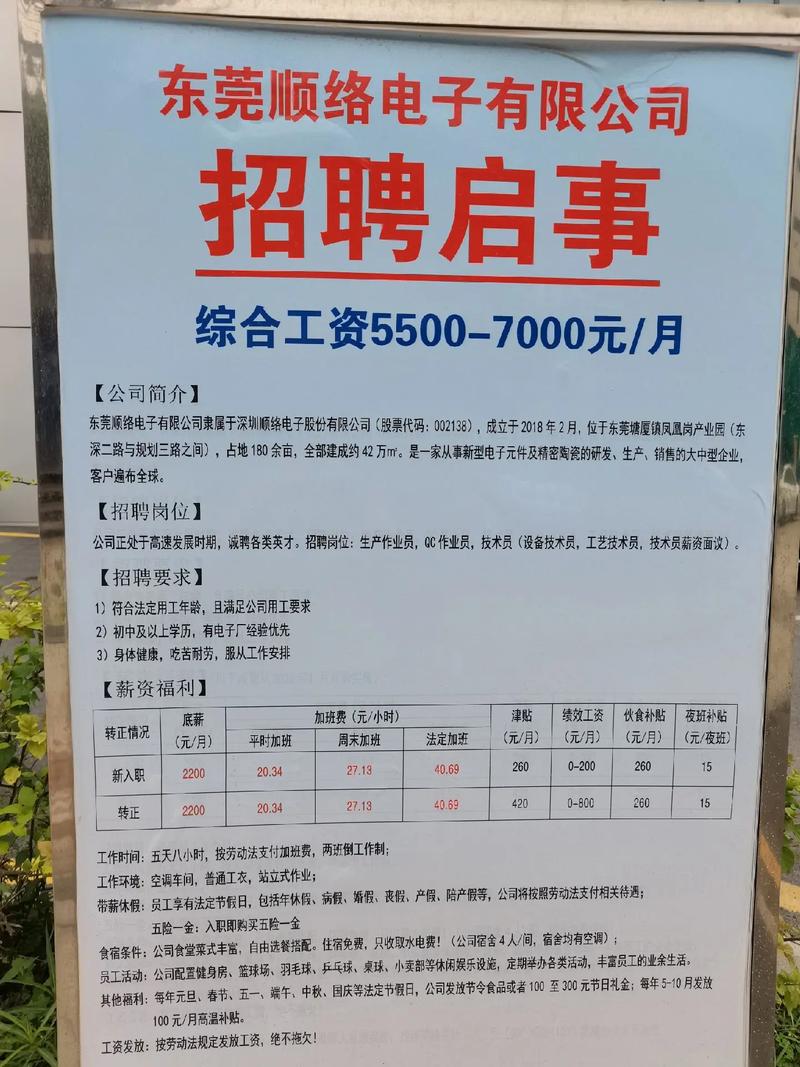 东莞顺络电子有限公司
招聘启事
综合工资5500-7000元/月
【公司简介】
东莞顺络电子有限公司隶属于深圳顺络电子股份有限公司（股票代码：002138），成立于2018年2月，位于东莞塘厦镇凤凰岗产业园（东
深二路与规划三路之间），占地180余亩，全部建成约42万㎡。是一家从事新型电子元件及精密陶瓷的研发、生产、销售的大中型企业，
客户遍布全球。
【招聘岗位】
公司正处于高速发展时期，诚聘各类英才。招聘岗位：生产作业员，QC作业员，技术员（设备技术员，工艺技术员，技术员薪资面议）。
【招聘要求】
1）符合法定用工年龄，且满足公司用工要求
2）初中及以上学历，有电子厂经验优先
3）身体健康，吃苦耐劳，服从工作安排
【薪资福利】
转正情况 底薪（元/月） 加班费（元/小时） 津贴（元/月） 绩效工资（元/月） 伙食补贴（元/月） 夜班补贴（元/夜班）
平时加班 周末加班 法定加班
新入职 2200 20.34 27.13 40.69 260 0-200 260 15
转正 2200 20.34 27.13 40.69 420 0-800 260 15
工作时间：五天八小时，按劳动法支付加班费，两班倒工作制；
工作环境：空调车间，普通工衣，站立式作业；
带薪休假：员工享有法定节假日，包括年休假、病假、婚假、丧假、产假、陪产假等，公司将按照劳动法支付相关待遇；
五险一金：入职即购买五险一金
食宿条件：公司食堂菜式丰富，自由选餐搭配。住宿免费，只收取水电费！（公司宿舍4人/间，宿舍均有空调）；
员工活动：公司配置健身房、篮球场、羽毛球、乒乓球、桌球、小卖部等休闲娱乐设施，定期举办各类活动，丰富员工的业余生活。
其他福利：每年元旦、春节、五一、端午、中秋、国庆等法定节假日，公司发放节令食品或者100至300元节日礼金；每年5-10月发放
100元/月高温补贴。
工资发放：按劳动法规定发放工资，绝不拖欠！